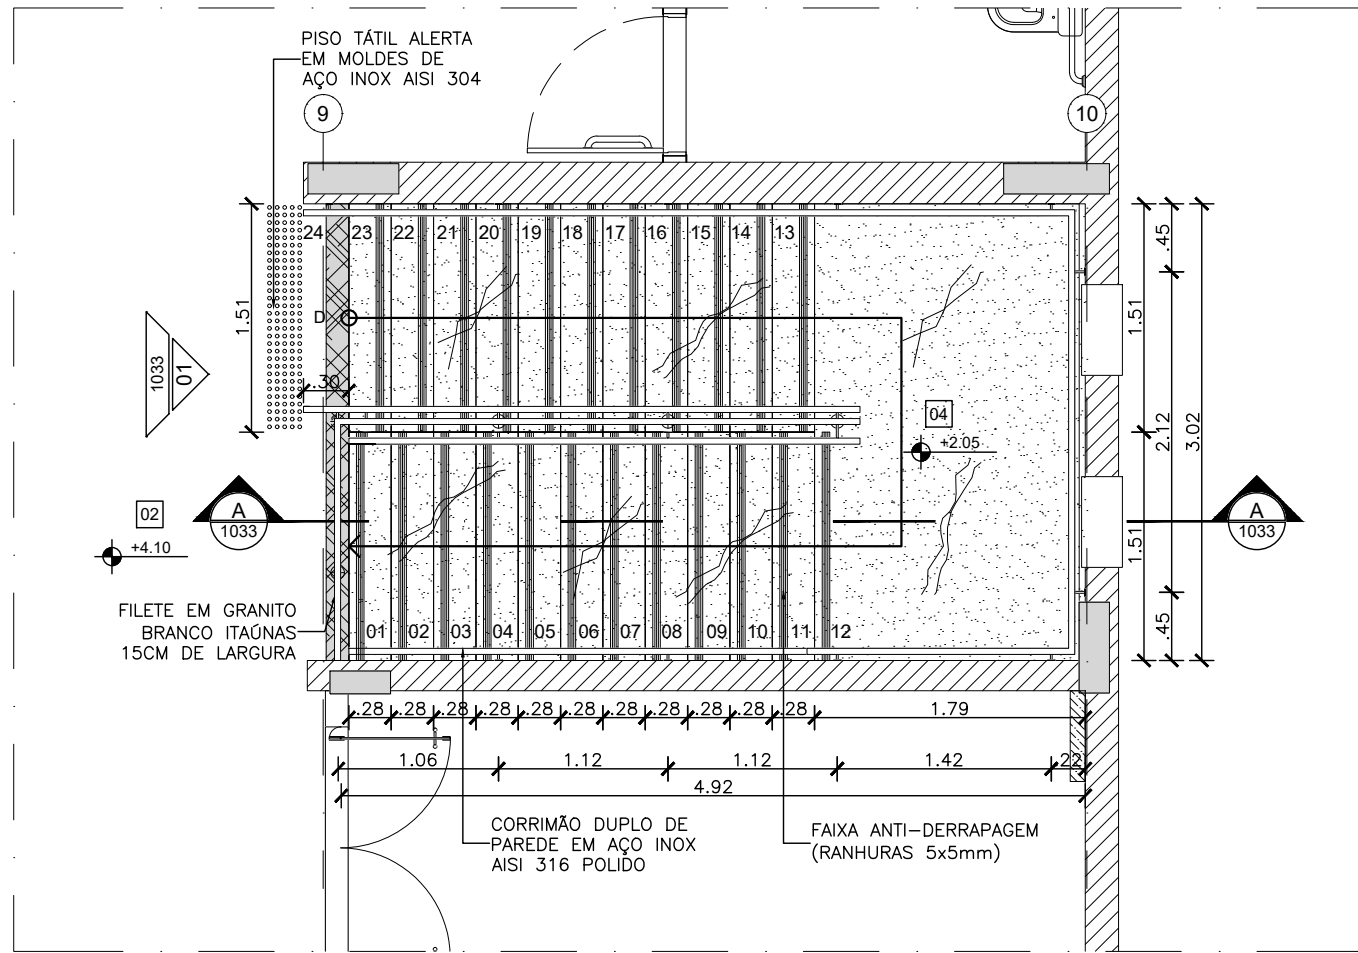 PISO TÁTIL ALERTA
EM MOLDES DE
AÇO INOX AISI 304
9
10
24 23 22 21 20 19 18 17 16 15 14 13
D
1.51
.30
1033
01
04
+2.05
.45
1.51
2.12
3.02
1.51
.45
02
+4.10
A
1033
A
1033
FILETE EM GRANITO
BRANCO ITAÚNAS
15CM DE LARGURA
01 02 03 04 05 06 07 08 09 10 11 12
.28 .28 .28 .28 .28 .28 .28 .28 .28 .28 .28 1.79
1.06 1.12 1.12 1.42 .22
4.92
CORRIMÃO DUPLO DE
PAREDE EM AÇO INOX
AISI 316 POLIDO
FAIXA ANTI-DERRAPAGEM
(RANHURAS 5x5mm)